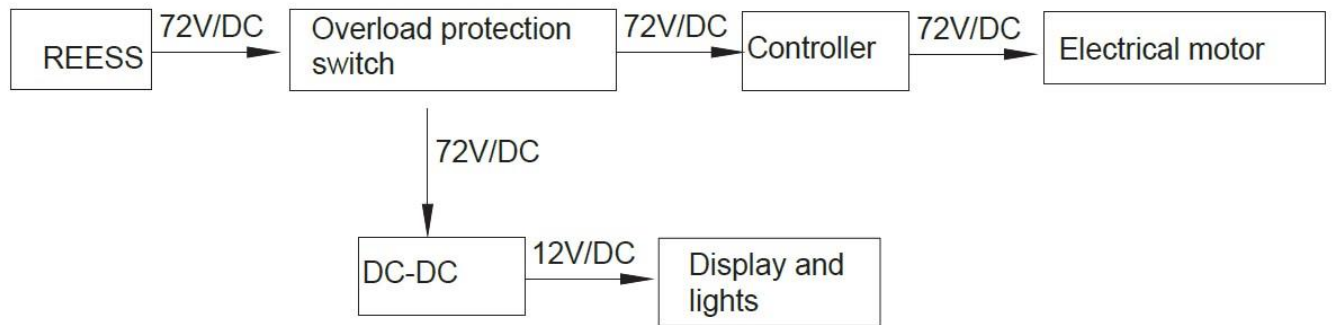 REESS
72V/DC
Overload protection
switch
72V/DC
Controller
72V/DC
Electrical motor
72V/DC
DC-DC
12V/DC
Display and
lights